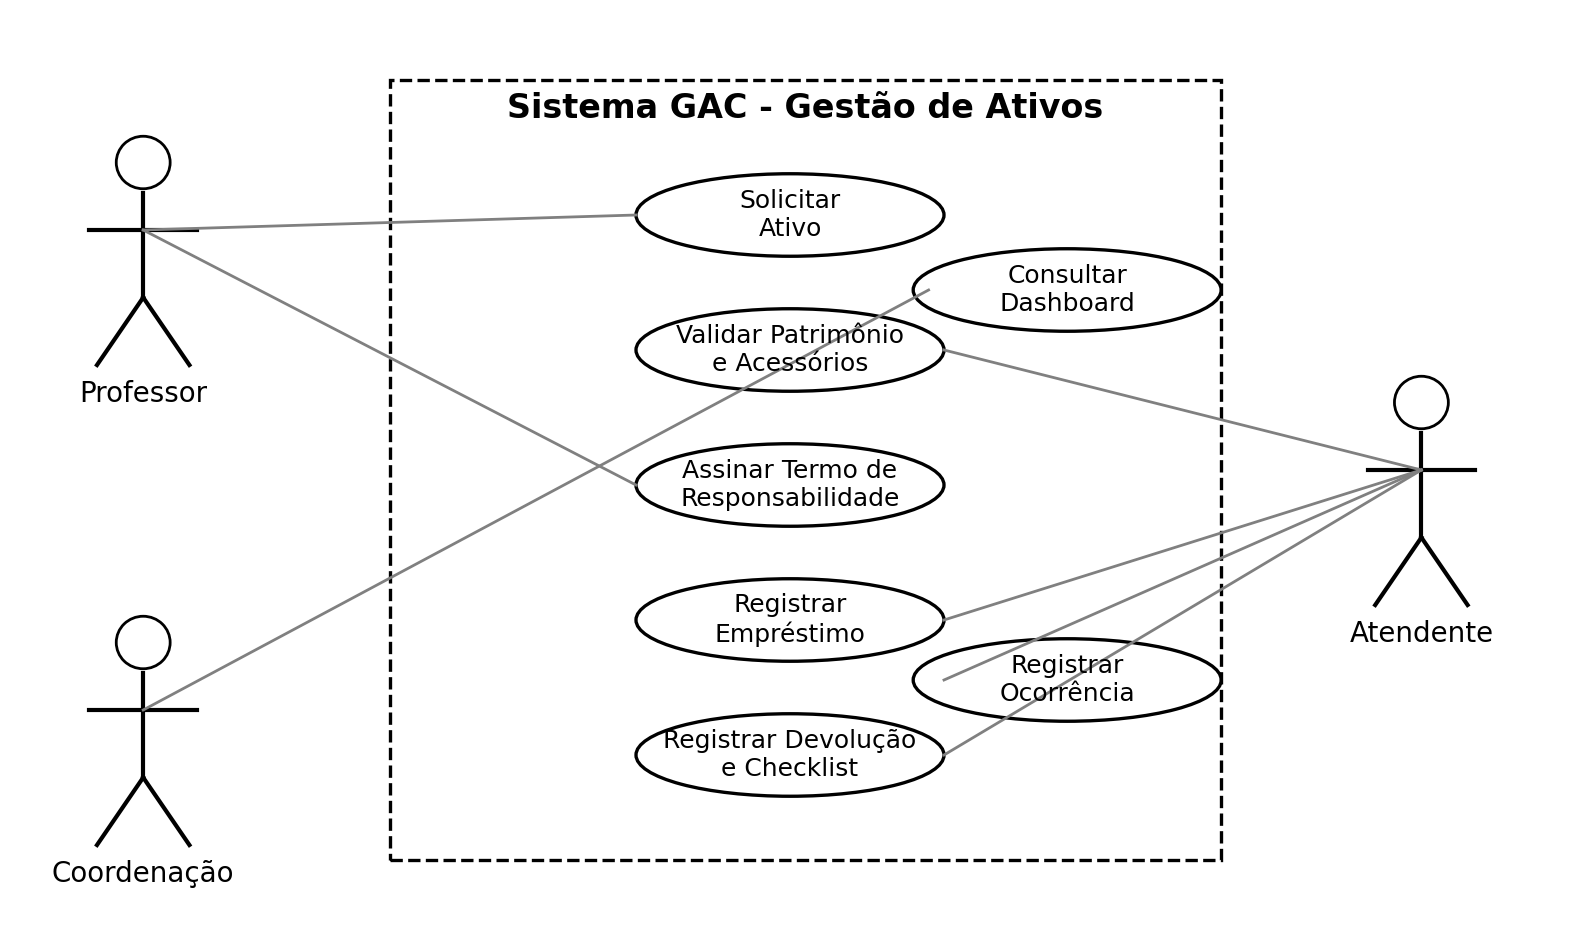 Sistema GAC - Gestão de Ativos
Solicitar
Ativo
Consultar
Dashboard
Validar Patrimônio
e Acessórios
Professor
Assinar Termo de
Responsabilidade
Registrar
Empréstimo
Atendente
Registrar
Ocorrência
Registrar Devolução
e Checklist
Coordenação